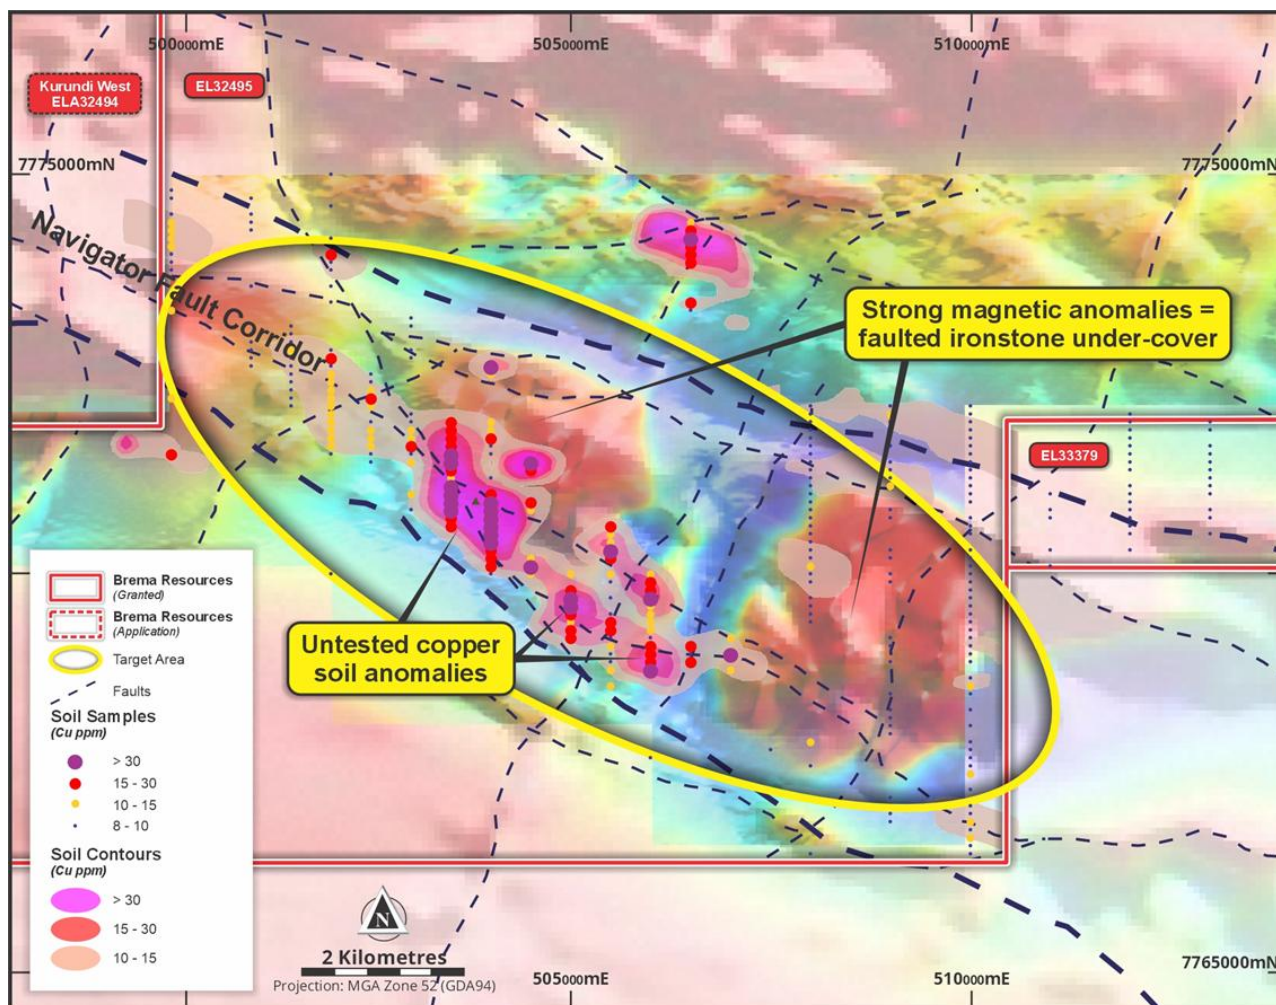 500000mE
505000mE
510000mE
Kurundi West
ELA32494
EL32495
7775000mN
7775000mN
Navigator Fault Corridor
Strong magnetic anomalies =
faulted ironstone under-cover
EL33379
Untested copper
soil anomalies
Brema Resources
(Granted)
Brema Resources
(Application)
Target Area
Faults
Soil Samples
(Cu ppm)
> 30
15 - 30
10 - 15
8 - 10
Soil Contours
(Cu ppm)
> 30
15 - 30
10 - 15
N
2 Kilometres
Projection: MGA Zone 52 (GDA94)
505000mE
510000mE
7765000mN